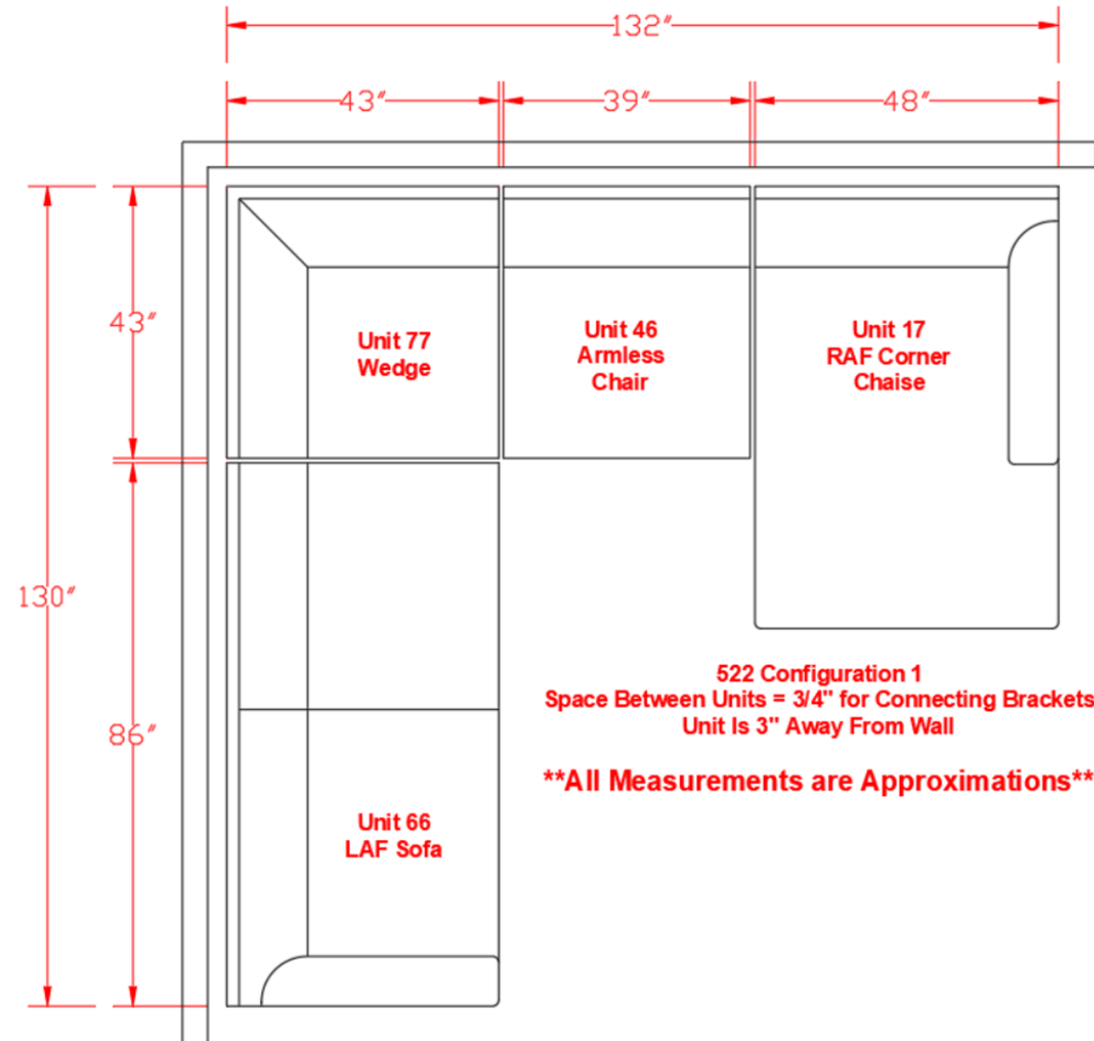 132"
43"
39"
48"
43"
Unit 77
Wedge
Unit 46
Armless
Chair
Unit 17
RAF Corner
Chaise
130"
86"
522 Configuration 1
Space Between Units = 3/4" for Connecting Brackets
Unit Is 3" Away From Wall
**All Measurements are Approximations**
Unit 66
LAF Sofa